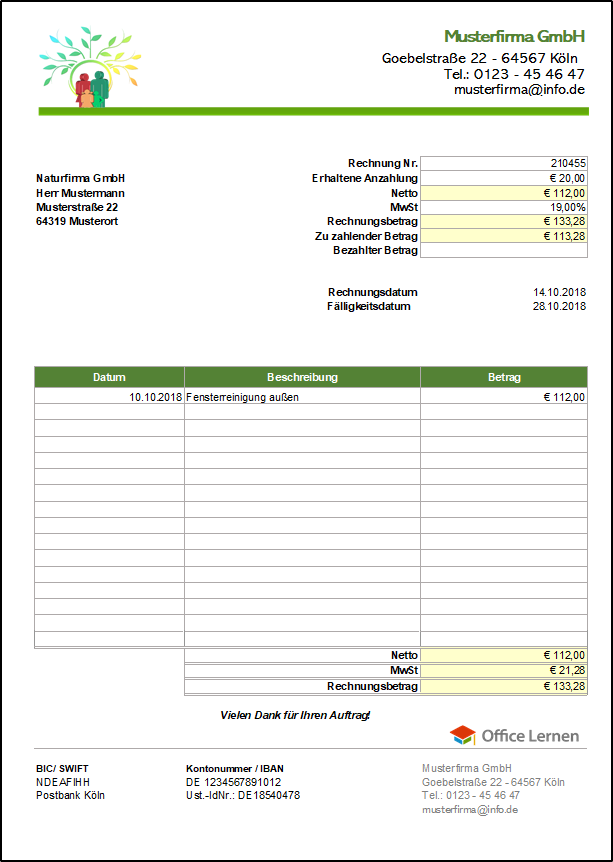 Musterfirma GmbH
Goebelstraße 22 - 64567 Köln
Tel.: 0123 - 45 46 47
musterfirma@info.de
Rechnung Nr. 210455
Naturfirma GmbH Erhaltene Anzahlung € 20,00
Herr Mustermann Netto € 112,00
Musterstraße 22 MwSt 19,00%
64319 Musterort Rechnungsbetrag € 133,28
Zu zahlender Betrag € 113,28
Bezahlter Betrag
Rechnungsdatum 14.10.2018
Fälligkeitsdatum 28.10.2018
Datum Beschreibung Betrag
10.10.2018 Fensterreinigung außen € 112,00
Netto € 112,00
MwSt € 21,28
Rechnungsbetrag € 133,28
Vielen Dank für Ihren Auftrag!
Office Lernen
BIC/ SWIFT Kontonummer / IBAN Musterfirma GmbH
NDEAFIHH DE 1234567891012 Goebelstraße 22 - 64567 Köln
Postbank Köln Ust.-IdNr.: DE18540478 Tel.: 0123 - 45 46 47
musterfirma@info.de